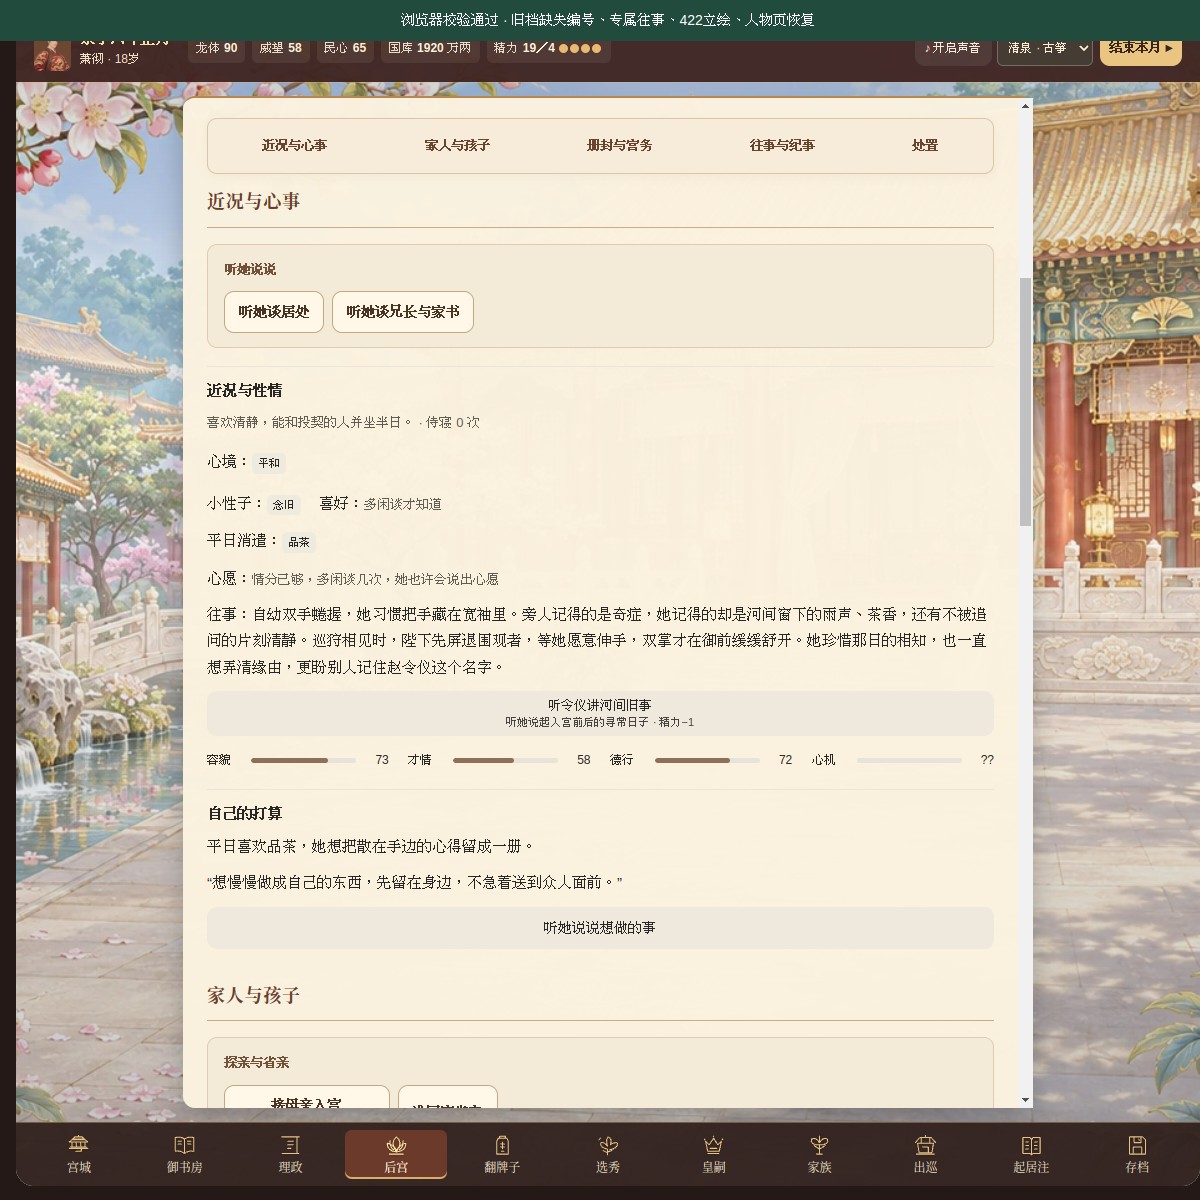 浏览器校验通过 · 旧档缺失编号、专属往事、422立绘、人物页恢复
萧彻 · 18岁
龙体 90
威望 58
民心 65
国库 1920 万两
精力 19/4
♪开启声音
清泉 · 古筝
结束本月 ▸
近况与心事
家人与孩子
册封与宫务
往事与纪事
处置
近况与心事
听她说说
听她谈居处
听她谈兄长与家书
近况与性情
喜欢清静，能和投契的人并坐半日。 · 侍寝 0 次
心境： 平和
小性子： 念旧 喜好：多闲谈才知道
平日消遣： 品茶
心愿：情分已够，多闲谈几次，她也许会说出心愿
往事：自幼双手蜷握，她习惯把手藏在宽袖里。旁人记得的是奇症，她记得的却是河间窗下的雨声、茶香，还有不被追
问的片刻清静。巡狩相见时，陛下先屏退围观者，等她愿意伸手，双掌才在御前缓缓舒开。她珍惜那日的相知，也一直
想弄清缘由，更盼别人记住赵令仪这个名字。
听令仪讲河间旧事
听她说起入宫前后的寻常日子 · 精力−1
容貌 73 才情 58 德行 72 心机 ??
自己的打算
平日喜欢品茶，她想把散在手边的心得留成一册。
“想慢慢做成自己的东西，先留在身边，不急着送到众人面前。”
听她说说想做的事
家人与孩子
探亲与省亲
接母亲入宫
宫城
御书房
理政
后宫
翻牌子
选秀
皇嗣
家族
出巡
起居注
存档